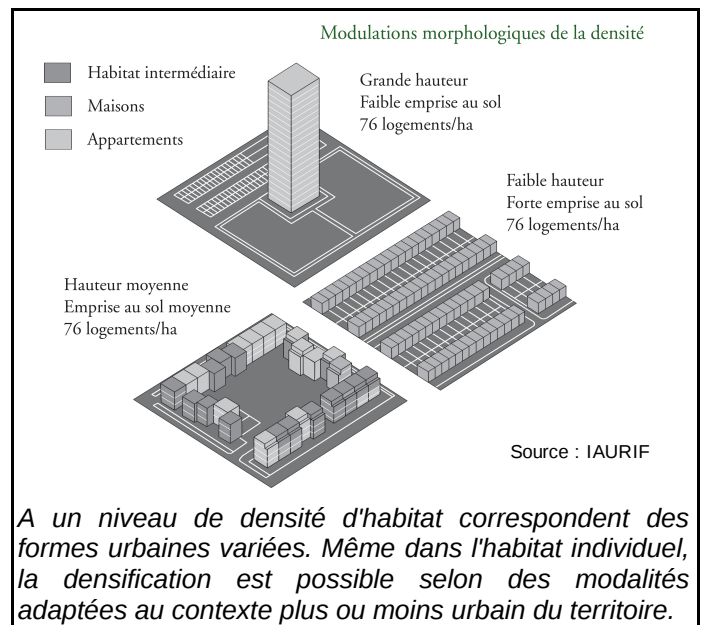 Modulations morphologiques de la densité
Habitat intermédiaire
Maisons
Appartements
Grande hauteur
Faible emprise au sol
76 logements/ha
Faible hauteur
Forte emprise au sol
76 logements/ha
Hauteur moyenne
Emprise au sol moyenne
76 logements/ha
Source : IAURIF
A un niveau de densité d'habitat correspondent des
formes urbaines variées. Même dans l'habitat individuel,
la densification est possible selon des modalités
adaptées au contexte plus ou moins urbain du territoire.